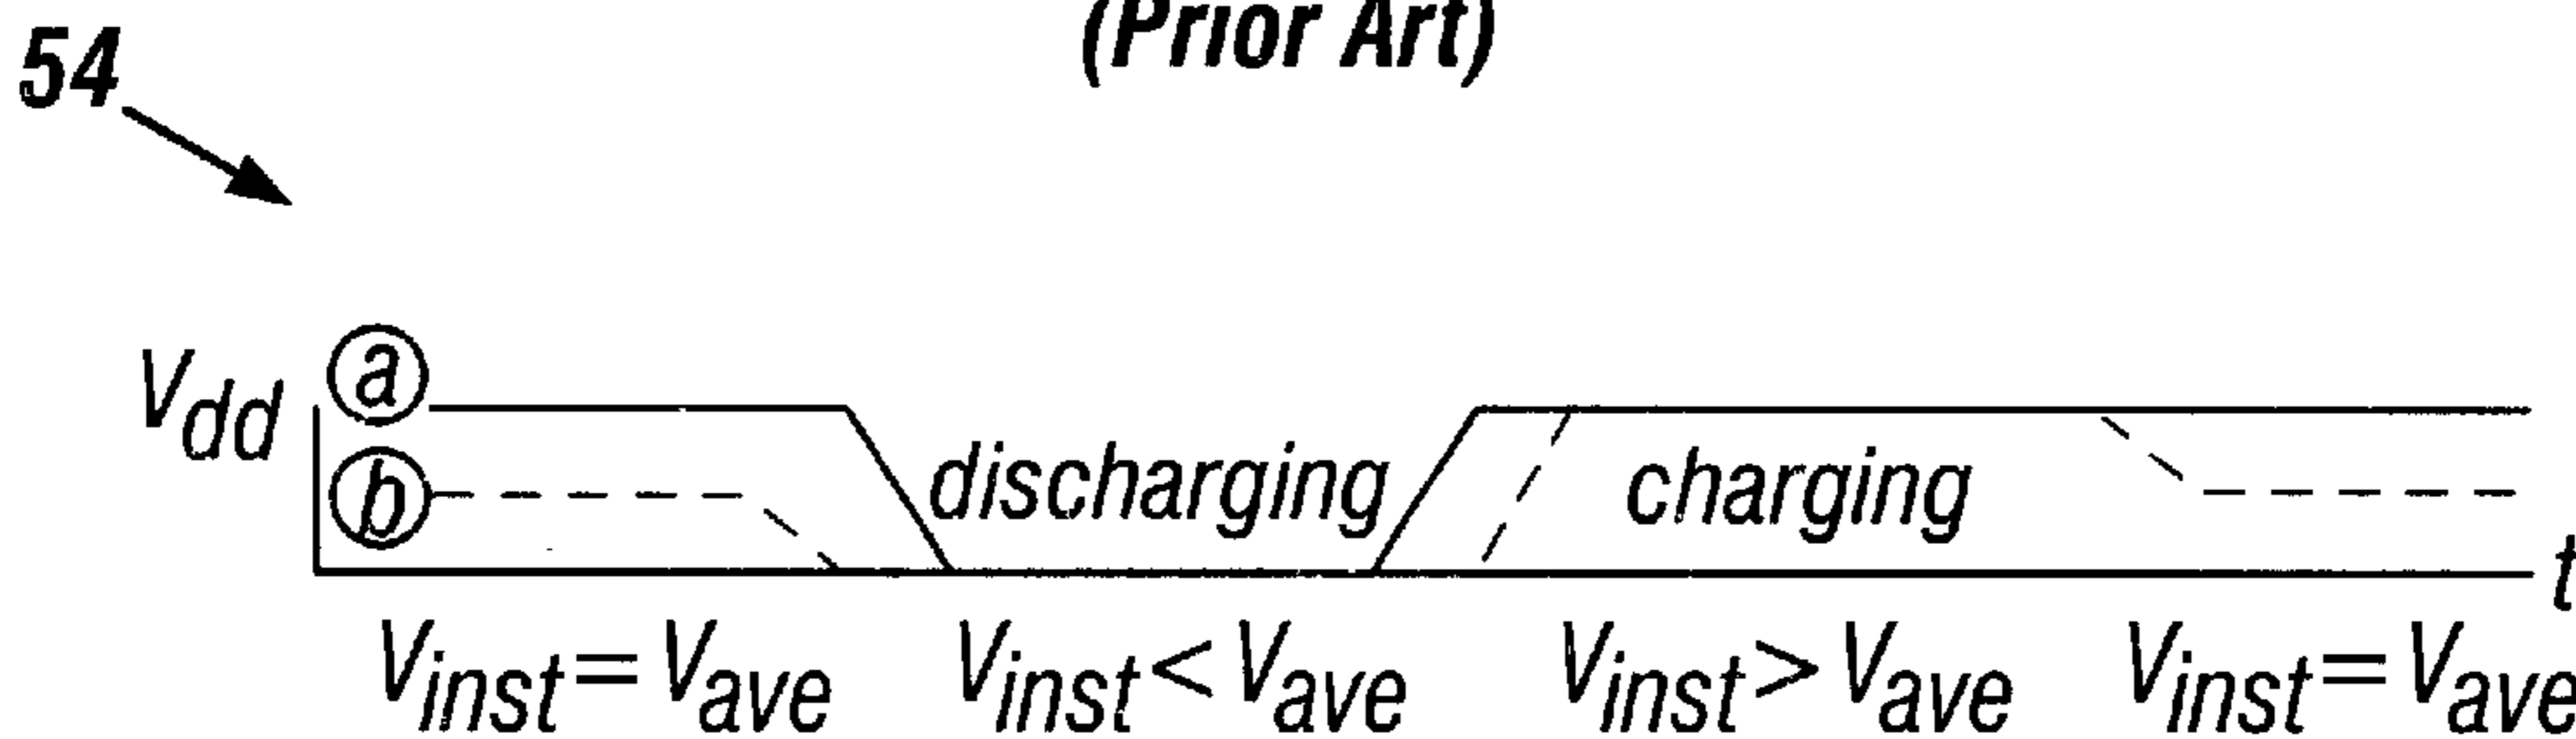 (Prior Art)
54
Vdd
a
b
discharging charging
t
Vinst = Vave Vinst < Vave Vinst > Vave Vinst = Vave